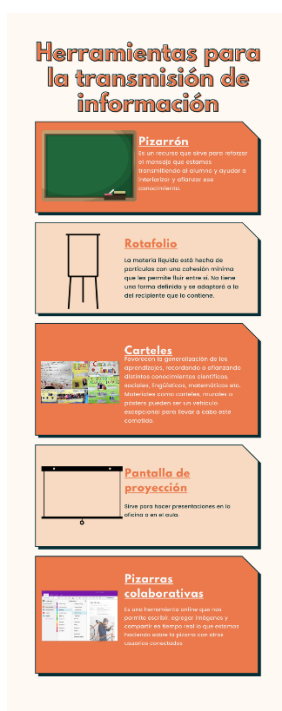 Herramientas para
la transmisión de
información
Pizarrón
Es un recurso que sirve para reforzar
el mensaje que estamos
transmitiendo al alumno y ayudar a
interiorizar y afianzar ese
conocimiento.
Rotafolio
La materia líquida está hecha de
partículas con una cohesión mínima
que les permite fluir entre sí. No tiene
una forma definida y se adaptará a la
del recipiente que la contiene.
Carteles
Favorecen la generalización de los
aprendizajes, recordando o afianzando
distintos conocimientos científicos,
sociales, lingüísticos, matemáticos etc.
Materiales como carteles, murales o
pósters pueden ser un vehículo
excepcional para llevar a cabo este
cometido.
Pantalla de
proyección
Sirve para hacer presentaciones en la
oficina o en el aula.
Pizarras
colaborativas
Es una herramienta online que nos
permite escribir, agregar imágenes y
compartir en tiempo real lo que estamos
haciendo sobre la pizarra con otros
usuarios conectados.